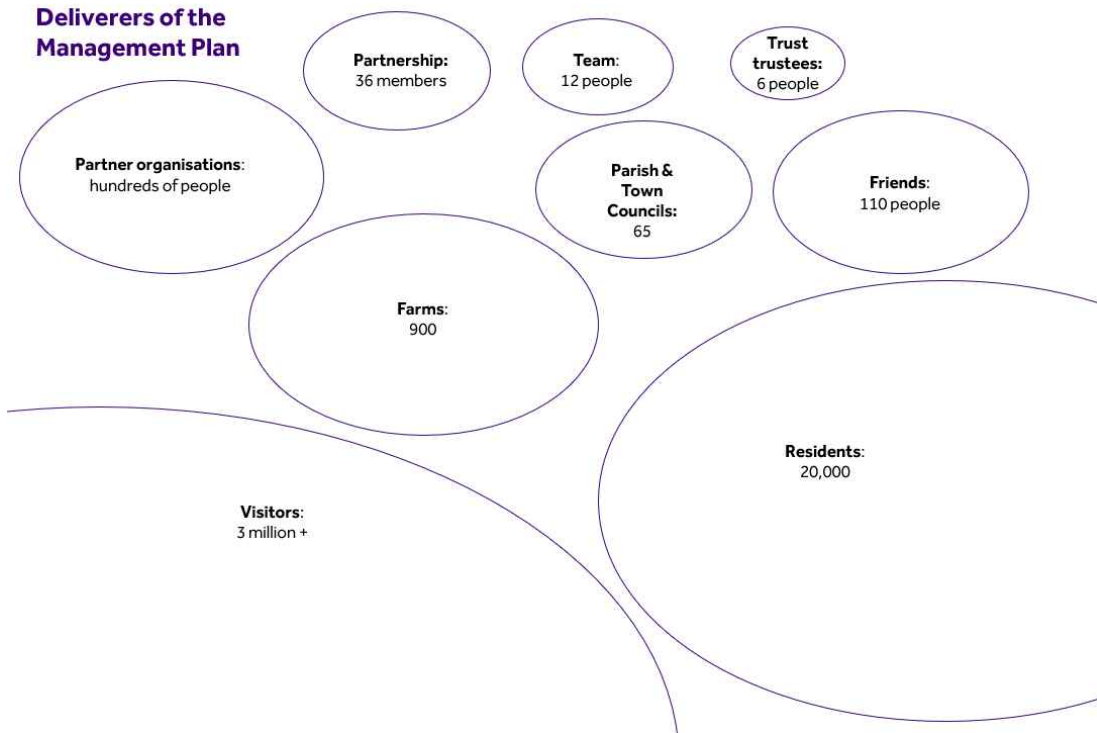 Deliverers of the
Management Plan
Partnership:
36 members
Team:
12 people
Trust
trustees:
6 people
Partner organisations:
hundreds of people
Parish &
Town
Councils:
65
Friends:
110 people
Farms:
900
Residents:
20,000
Visitors:
3 million +